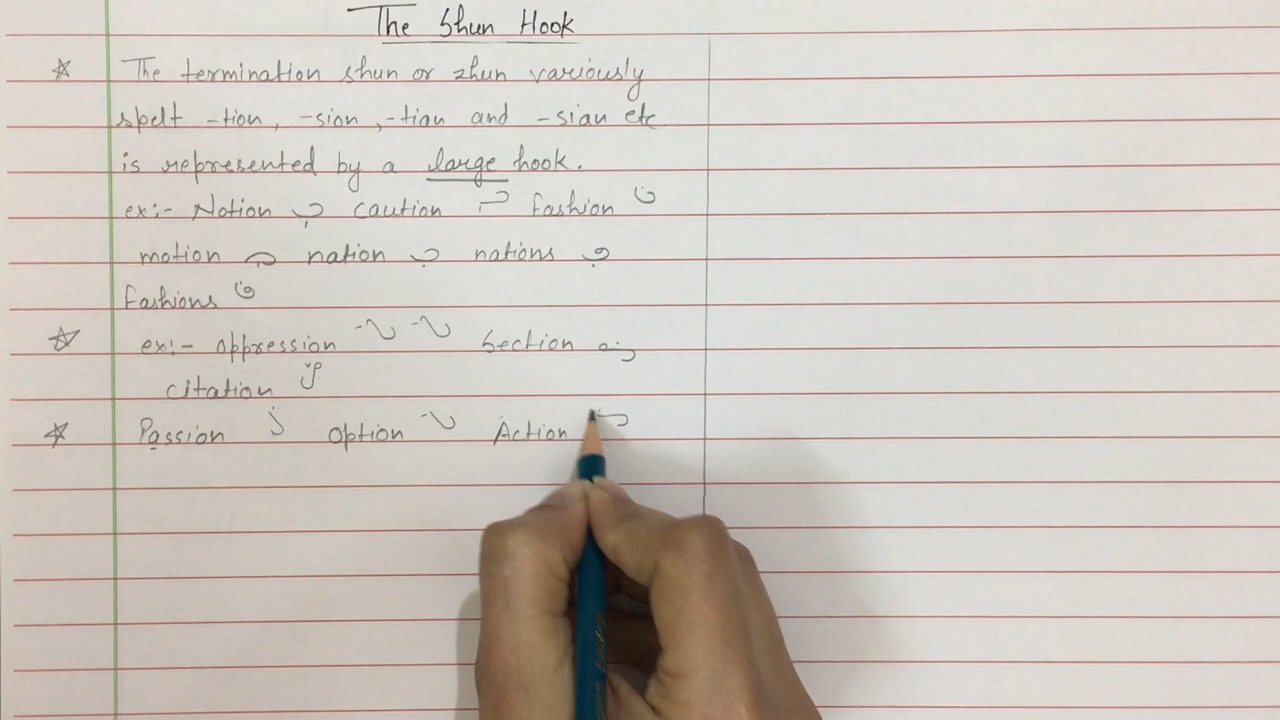 The Shun Hook
The termination shun or zhun variously
spelt -tion, -sion, -tian and -sian etc
is represented by a large hook.
ex:- Notion caution fashion
motion nation nations
fashions
ex:- oppression Section
citation
Passion option Action